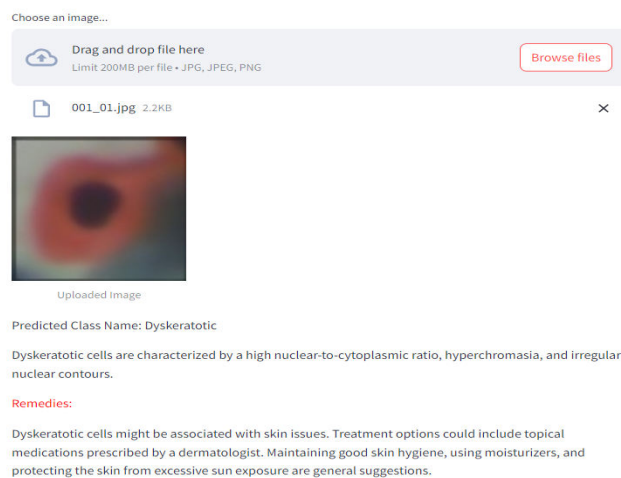 Choose an image...
Drag and drop file here
Limit 200MB per file • JPG, JPEG, PNG
Browse files
001_01.jpg 2.2KB
Uploaded Image
Predicted Class Name: Dyskeratotic
Dyskeratotic cells are characterized by a high nuclear-to-cytoplasmic ratio, hyperchromasia, and irregular
nuclear contours.
Remedies:
Dyskeratotic cells might be associated with skin issues. Treatment options could include topical
medications prescribed by a dermatologist. Maintaining good skin hygiene, using moisturizers, and
protecting the skin from excessive sun exposure are general suggestions.